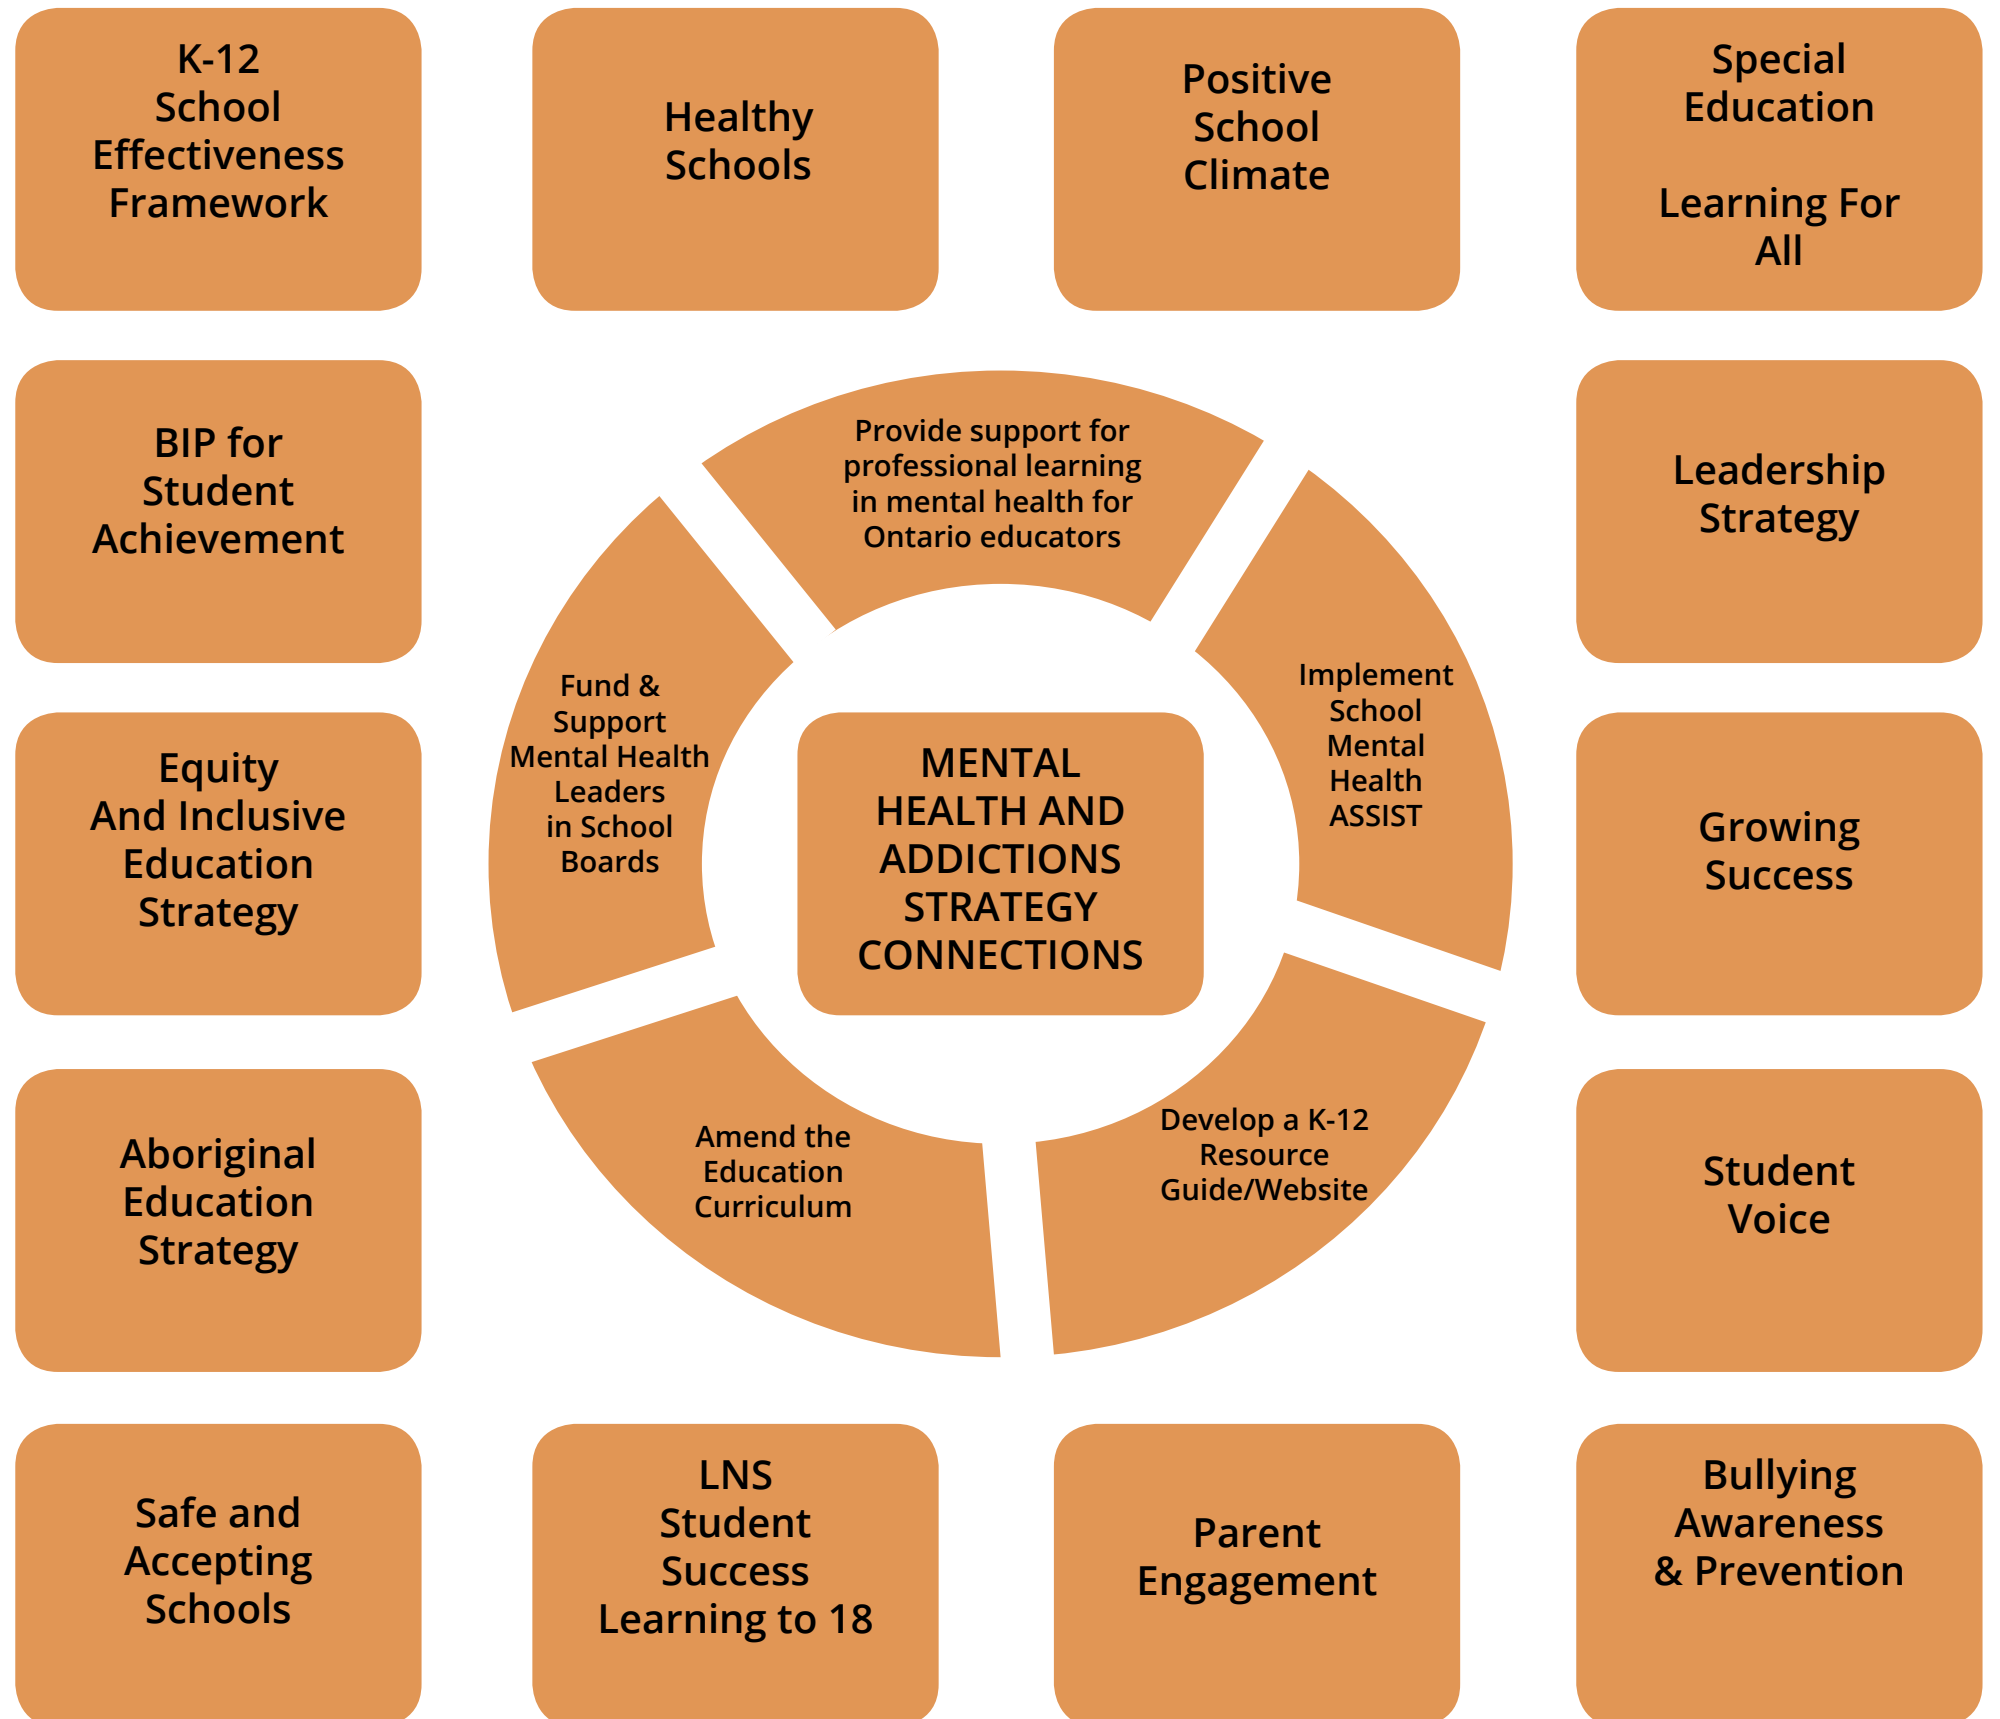 K-12
School
Effectiveness
Framework
Healthy
Schools
Positive
School
Climate
Special
Education
Learning For
All
BIP for
Student
Achievement
Provide support for
professional learning
in mental health for
Ontario educators
Leadership
Strategy
Fund &
Support
Mental Health
Leaders
in School
Boards
Implement
School
Mental
Health
ASSIST
Equity
And Inclusive
Education
Strategy
MENTAL
HEALTH AND
ADDICTIONS
STRATEGY
CONNECTIONS
Growing
Success
Aboriginal
Education
Strategy
Amend the
Education
Curriculum
Develop a K-12
Resource
Guide/Website
Student
Voice
Safe and
Accepting
Schools
LNS
Student
Success
Learning to 18
Parent
Engagement
Bullying
Awareness
& Prevention